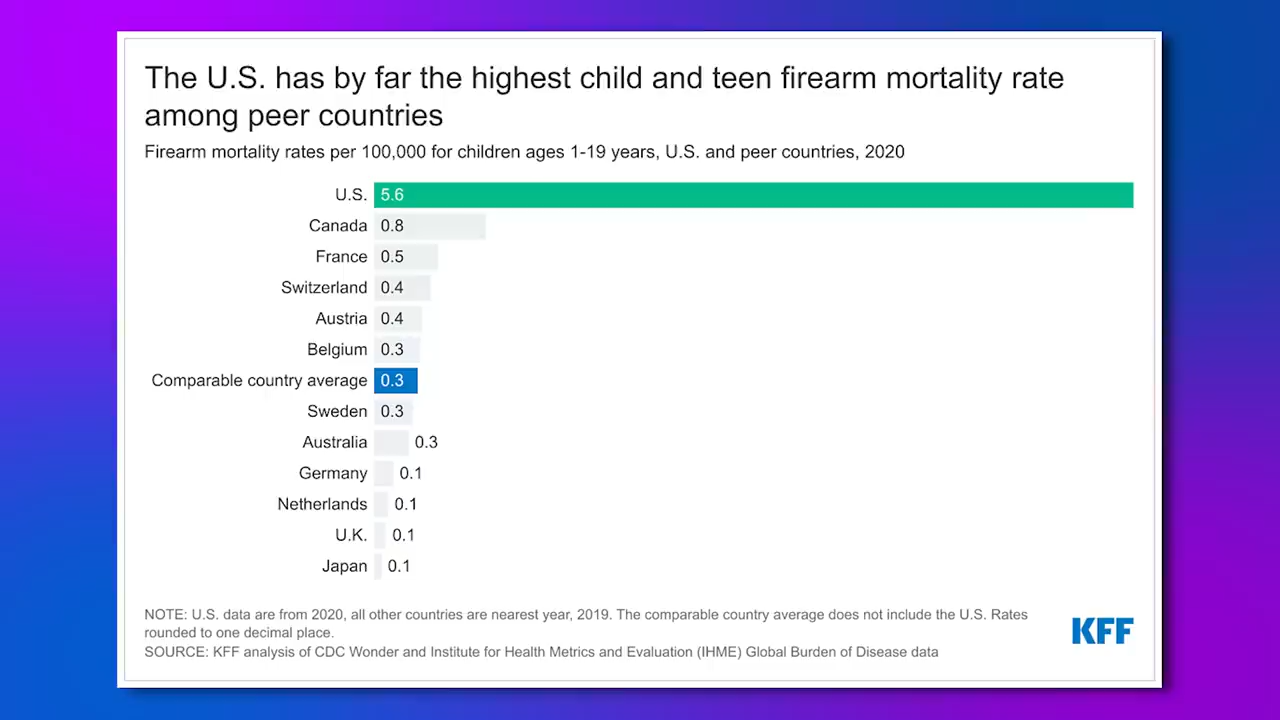 The U.S. has by far the highest child and teen firearm mortality rate
among peer countries
Firearm mortality rates per 100,000 for children ages 1-19 years, U.S. and peer countries, 2020
U.S. 5.6
Canada 0.8
France 0.5
Switzerland 0.4
Austria 0.4
Belgium 0.3
Comparable country average 0.3
Sweden 0.3
Australia 0.3
Germany 0.1
Netherlands 0.1
U.K. 0.1
Japan 0.1
NOTE: U.S. data are from 2020, all other countries are nearest year, 2019. The comparable country average does not include the U.S. Rates
rounded to one decimal place.
SOURCE: KFF analysis of CDC Wonder and Institute for Health Metrics and Evaluation (IHME) Global Burden of Disease data
KFF